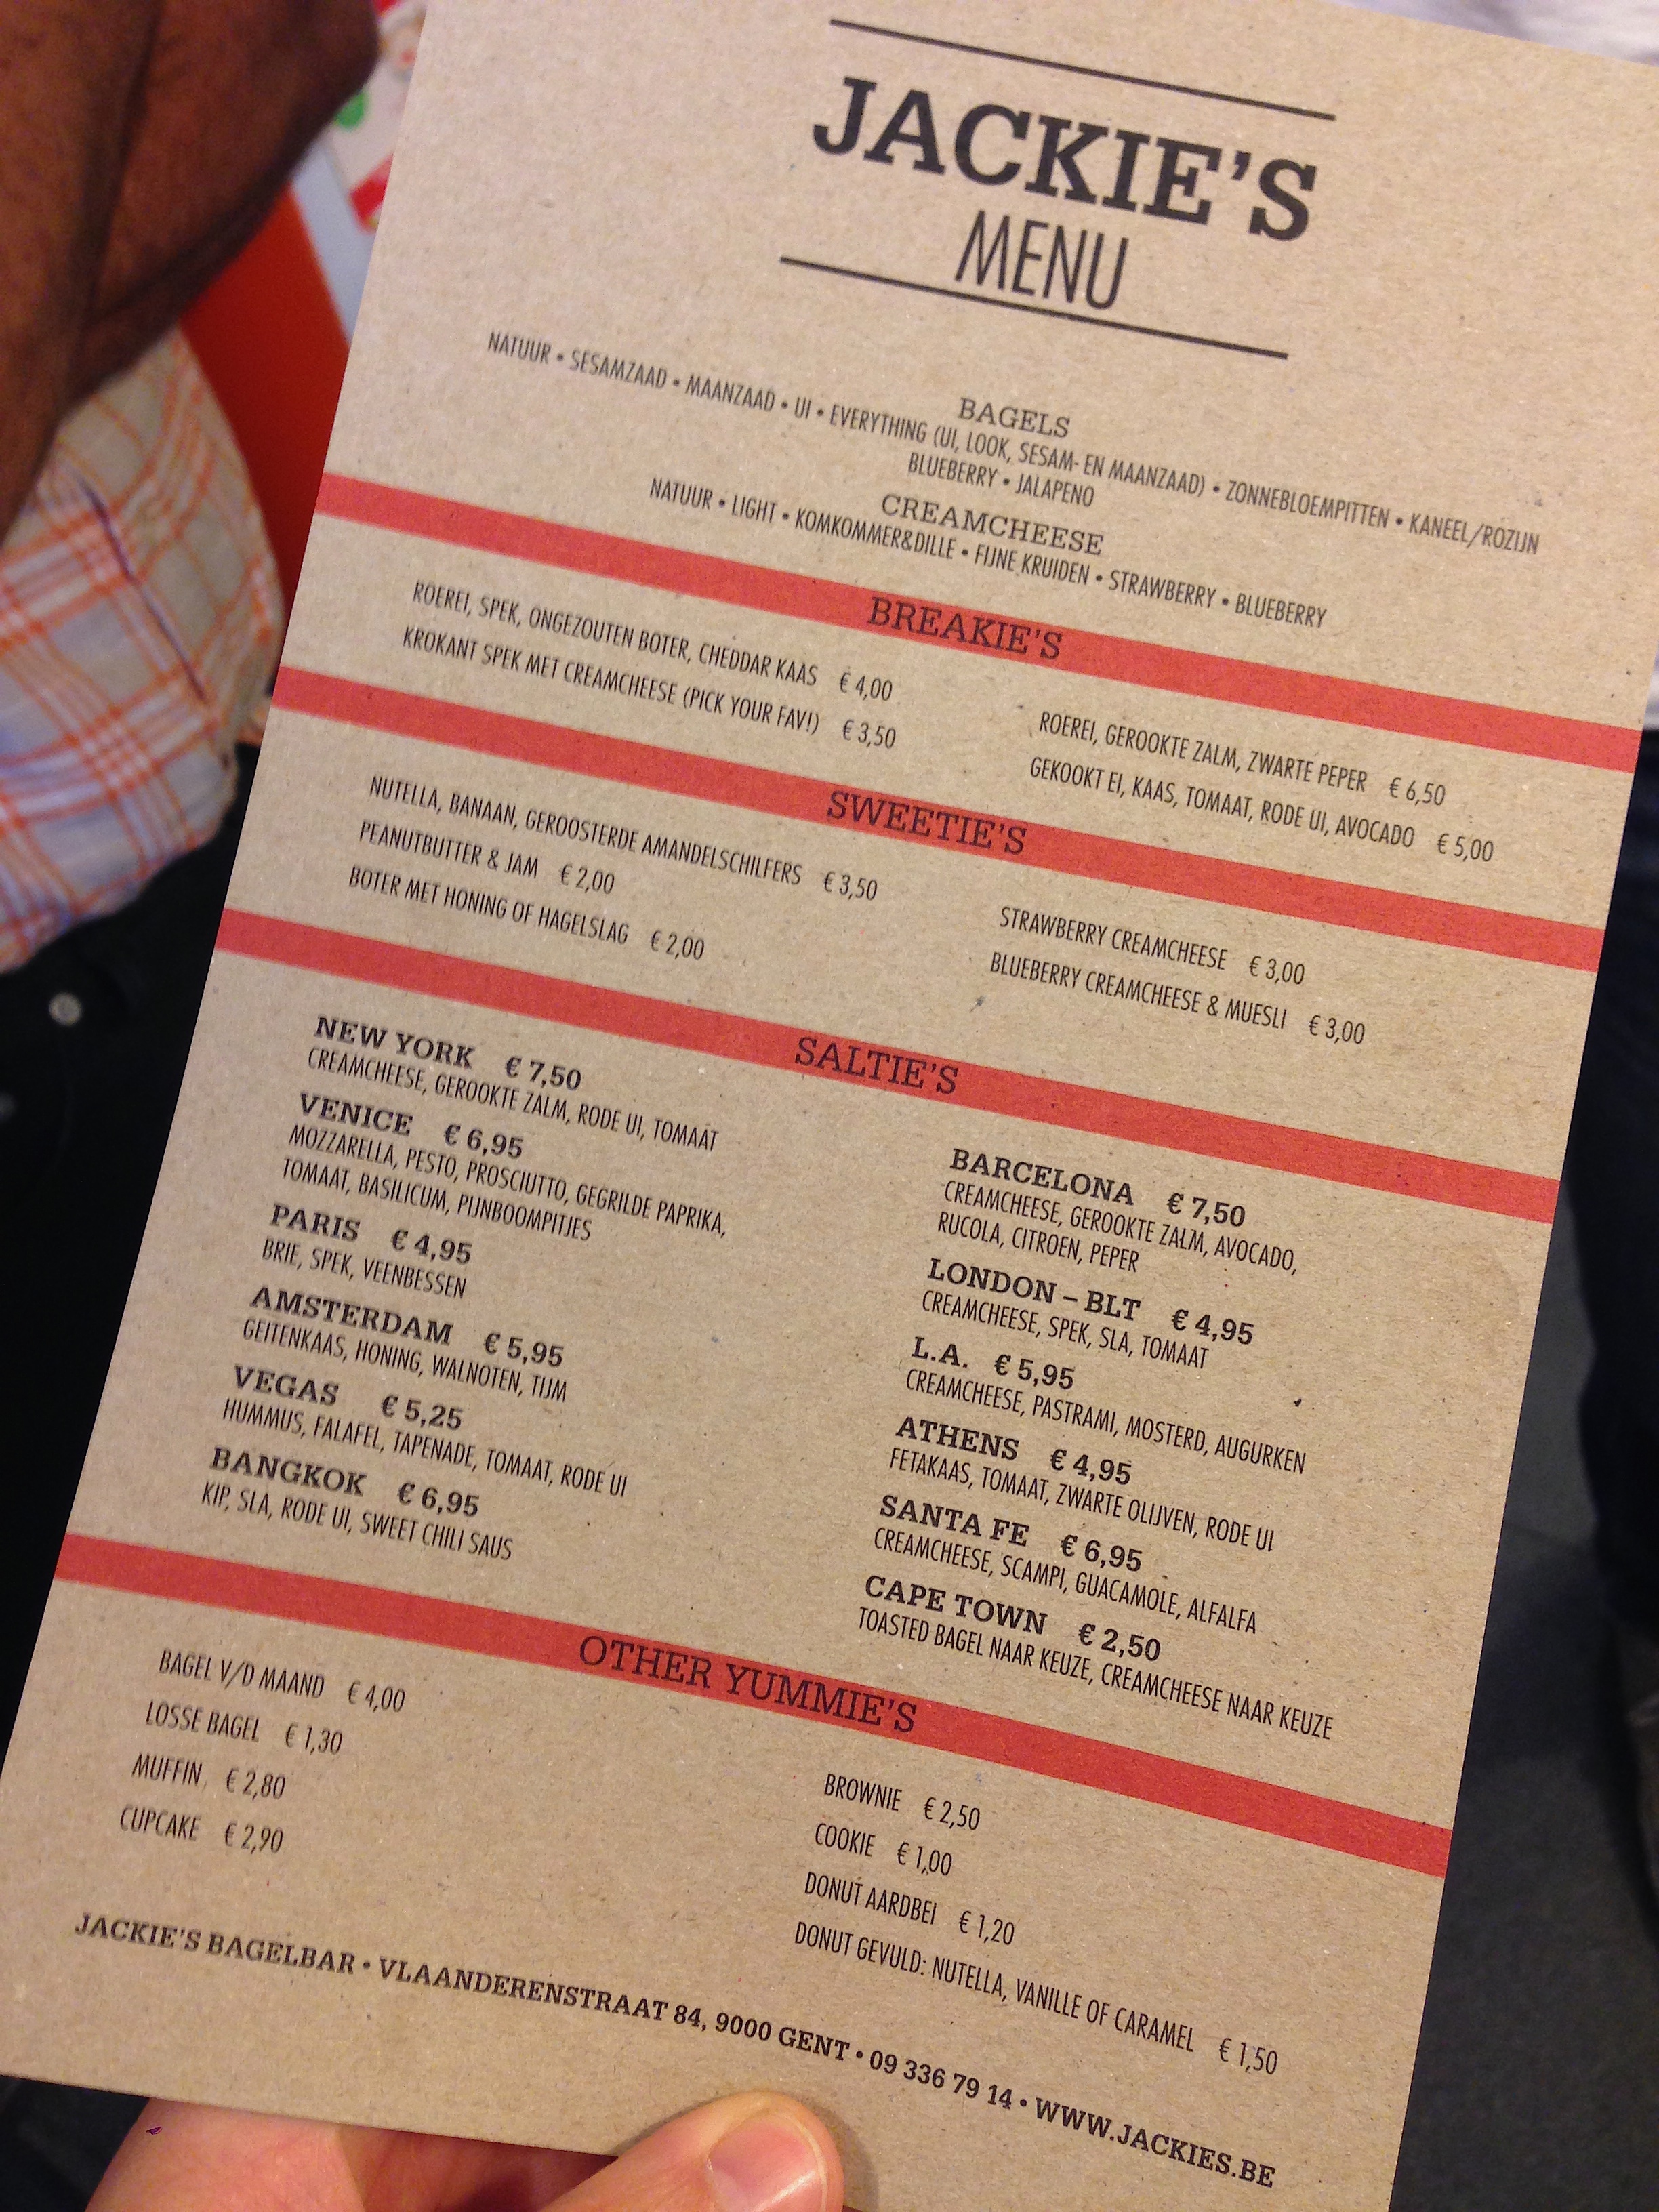 JACKIE'S
MENU
BAGELS
NATUUR • SESAMZAAD • MAANZAAD • UI • EVERYTHING (UI, LOOK, SESAM- EN MAANZAAD) • ZONNEBLOEMPITTEN • KANEEL/ROZIJN
BLUEBERRY • JALAPENO
CREAMCHEESE
NATUUR • LIGHT • KOMKOMMER&DILLE • FIJNE KRUIDEN • STRAWBERRY • BLUEBERRY
BREAKIE'S
ROEREI, SPEK, ONGEZOUTEN BOTER, CHEDDAR KAAS € 4,00
KROKANT SPEK MET CREAMCHEESE (PICK YOUR FAV!) € 3,50
ROEREI, GEROOKTE ZALM, ZWARTE PEPER € 6,50
GEKOOKT EI, KAAS, TOMAAT, RODE UI, AVOCADO € 5,00
SWEETIE'S
NUTELLA, BANAAN, GEROOSTERDE AMANDELSCHILFERS € 3,50
PEANUTBUTTER & JAM € 2,00
BOTER MET HONING OF HAGELSLAG € 2,00
STRAWBERRY CREAMCHEESE € 3,00
BLUEBERRY CREAMCHEESE & MUESLI € 3,00
SALTIE'S
NEW YORK € 7,50
CREAMCHEESE, GEROOKTE ZALM, RODE UI, TOMAAT
VENICE € 6,95
MOZZARELLA, PESTO, PROSCIUTTO, GEGRILDE PAPRIKA,
TOMAAT, BASILICUM, PIJNBOOMPITJES
PARIS € 4,95
BRIE, SPEK, VEENBESSEN
AMSTERDAM € 5,95
GEITENKAAS, HONING, WALNOTEN, TIJM
VEGAS € 5,25
HUMMUS, FALAFEL, TAPENADE, TOMAAT, RODE UI
BANGKOK € 6,95
KIP, SLA, RODE UI, SWEET CHILI SAUS
BARCELONA € 7,50
CREAMCHEESE, GEROOKTE ZALM, AVOCADO,
RUCOLA, CITROEN, PEPER
LONDON – BLT € 4,95
CREAMCHEESE, SPEK, SLA, TOMAAT
L.A. € 5,95
CREAMCHEESE, PASTRAMI, MOSTERD, AUGURKEN
ATHENS € 4,95
FETAKAAS, TOMAAT, ZWARTE OLIJVEN, RODE UI
SANTA FE € 6,95
CREAMCHEESE, SCAMPI, GUACAMOLE, ALFALFA
CAPE TOWN € 2,50
TOASTED BAGEL NAAR KEUZE, CREAMCHEESE NAAR KEUZE
OTHER YUMMIE'S
BAGEL V/D MAAND € 4,00
LOSSE BAGEL € 1,30
MUFFIN € 2,80
CUPCAKE € 2,90
BROWNIE € 2,50
COOKIE € 1,00
DONUT AARDBEI € 1,20
DONUT GEVULD: NUTELLA, VANILLE OF CARAMEL € 1,50
JACKIE'S BAGELBAR • VLAANDERENSTRAAT 84, 9000 GENT • 09 336 79 14 • WWW.JACKIES.BE